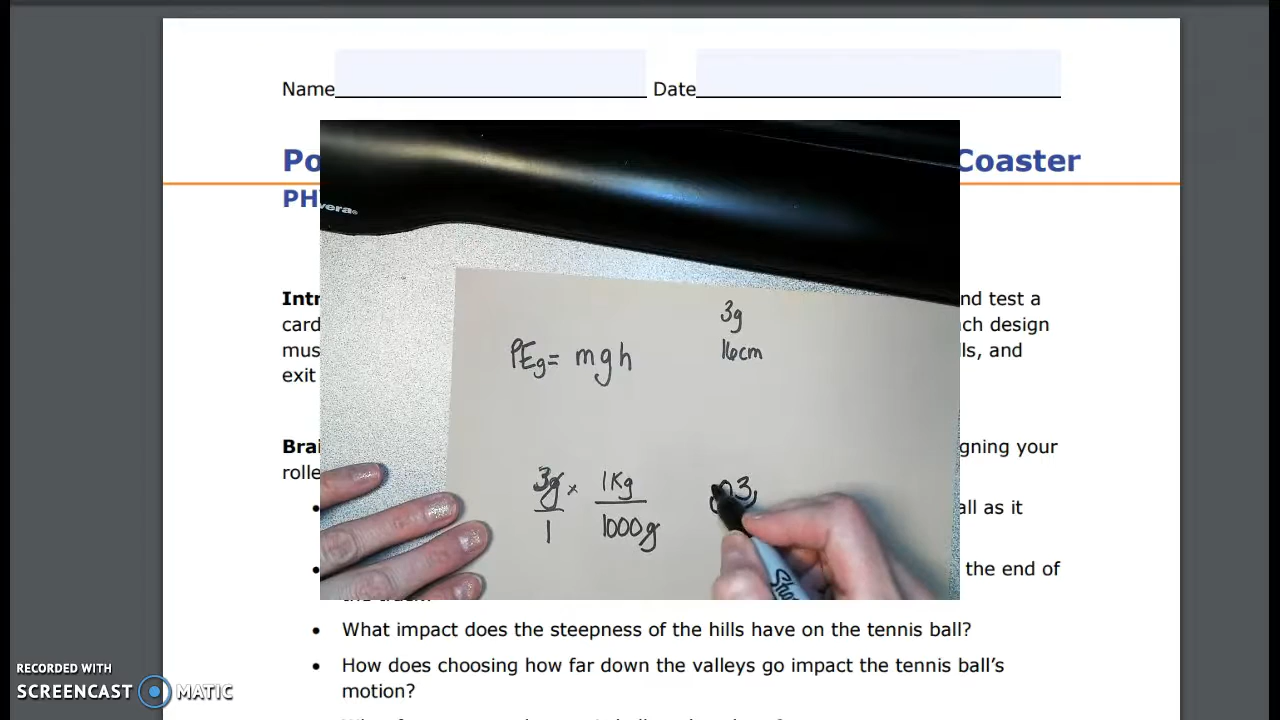 Name Date
Po Coaster
PH
vera®
Intr nd test a
card ch design
mus ls, and
exit
3g
16cm
PEg= mgh
Brai gning your
rolle
3g/1 × 1Kg/1000g
03
all as it
the end of
What impact does the steepness of the hills have on the tennis ball?
How does choosing how far down the valleys go impact the tennis ball's
motion?
RECORDED WITH
SCREENCAST MATIC